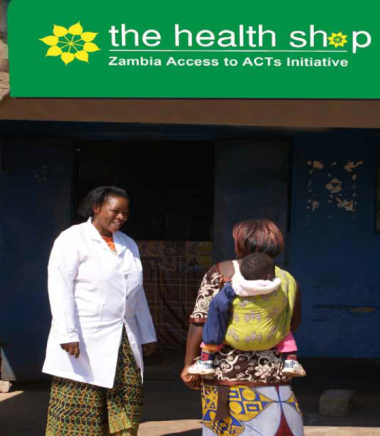 the health shop
Zambia Access to ACTs Initiative